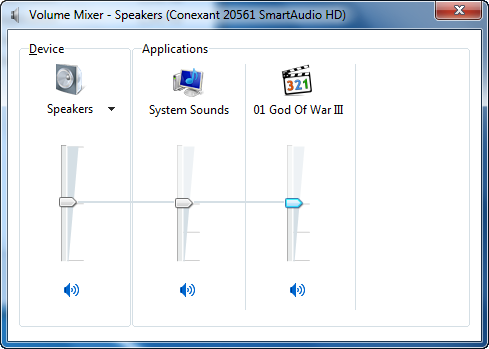 Volume Mixer - Speakers (Conexant 20561 SmartAudio HD)
Device
Applications
Speakers
System Sounds
321
01 God Of War III